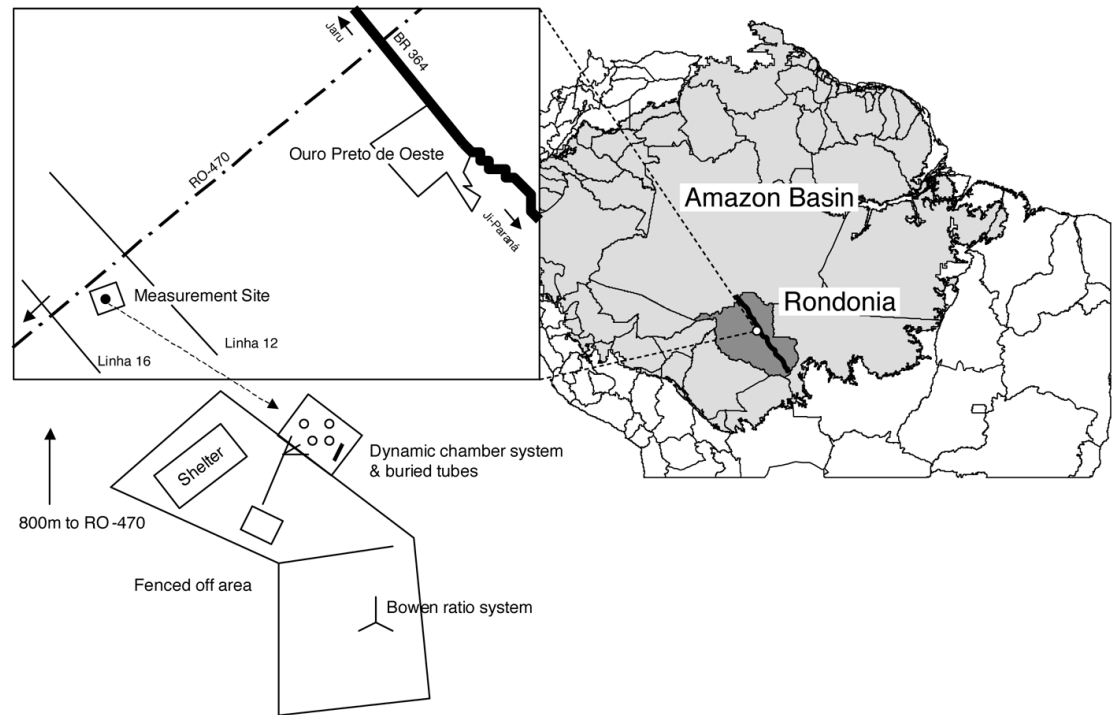 Jaru
BR 364
RO-470
Ouro Preto de Oeste
Ji-Paraná
Measurement Site
Linha 12
Linha 16
Amazon Basin
Rondonia
Shelter
Dynamic chamber system
& buried tubes
800m to RO-470
Fenced off area
Bowen ratio system